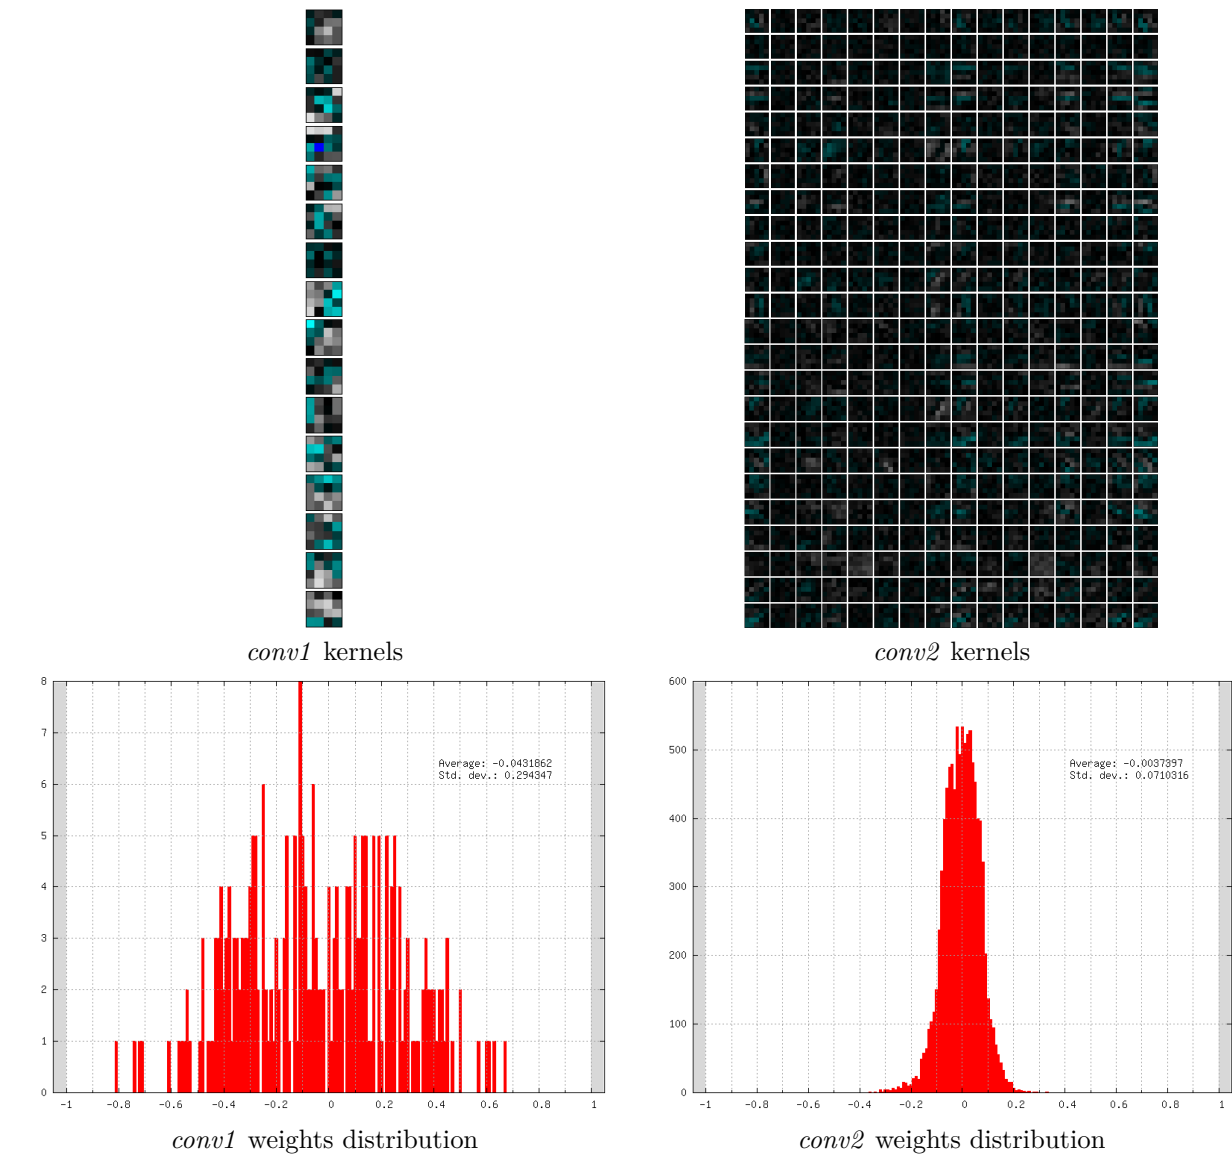 conv1 kernels
conv2 kernels
8
7
6
5
4
3
2
1
0
Average: -0.0431862
Std. dev.: 0.294347
-1 -0.8 -0.6 -0.4 -0.2 0 0.2 0.4 0.6 0.8 1
600
500
400
300
200
100
0
Average: -0.0037397
Std. dev.: 0.0710316
-1 -0.8 -0.6 -0.4 -0.2 0 0.2 0.4 0.6 0.8 1
conv1 weights distribution
conv2 weights distribution